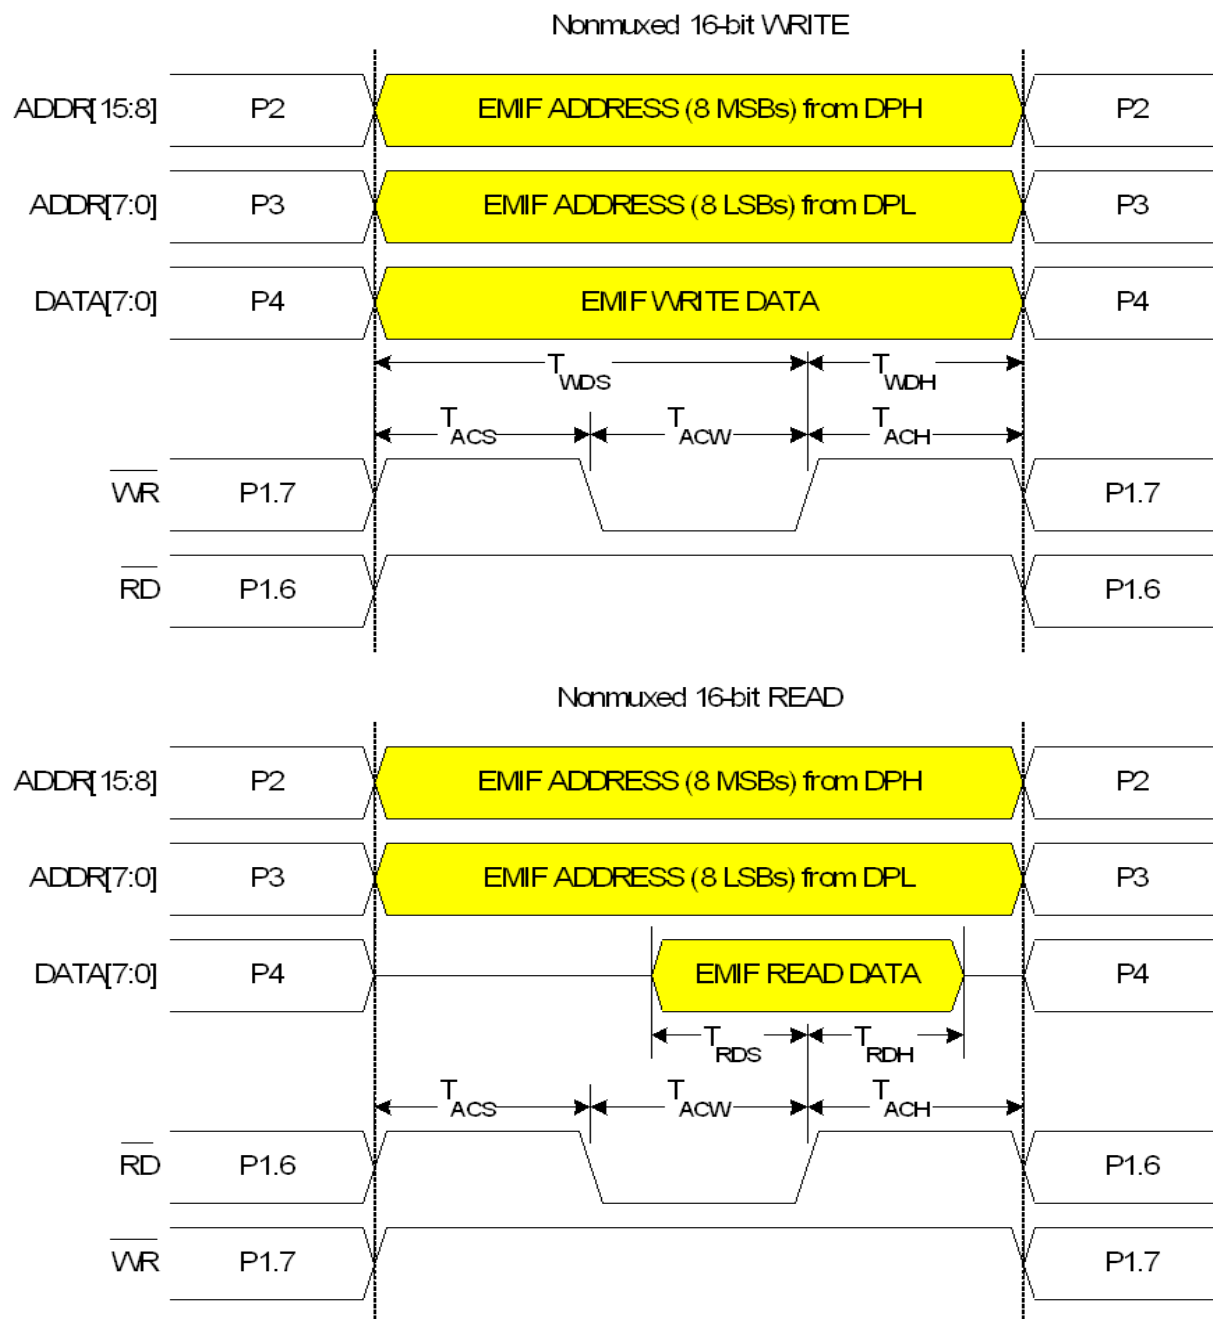 Nonmuxed 16-bit WRITE
ADDR[15:8] P2 EMIF ADDRESS (8 MSBs) from DPH P2
ADDR[7:0] P3 EMIF ADDRESS (8 LSBs) from DPL P3
DATA[7:0] P4 EMIF WRITE DATA P4
TWDS TWDH
TACS TACW TACH
WR P1.7 P1.7
RD P1.6 P1.6
Nonmuxed 16-bit READ
ADDR[15:8] P2 EMIF ADDRESS (8 MSBs) from DPH P2
ADDR[7:0] P3 EMIF ADDRESS (8 LSBs) from DPL P3
DATA[7:0] P4 EMIF READ DATA P4
TRDS TRDH
TACS TACW TACH
RD P1.6 P1.6
WR P1.7 P1.7